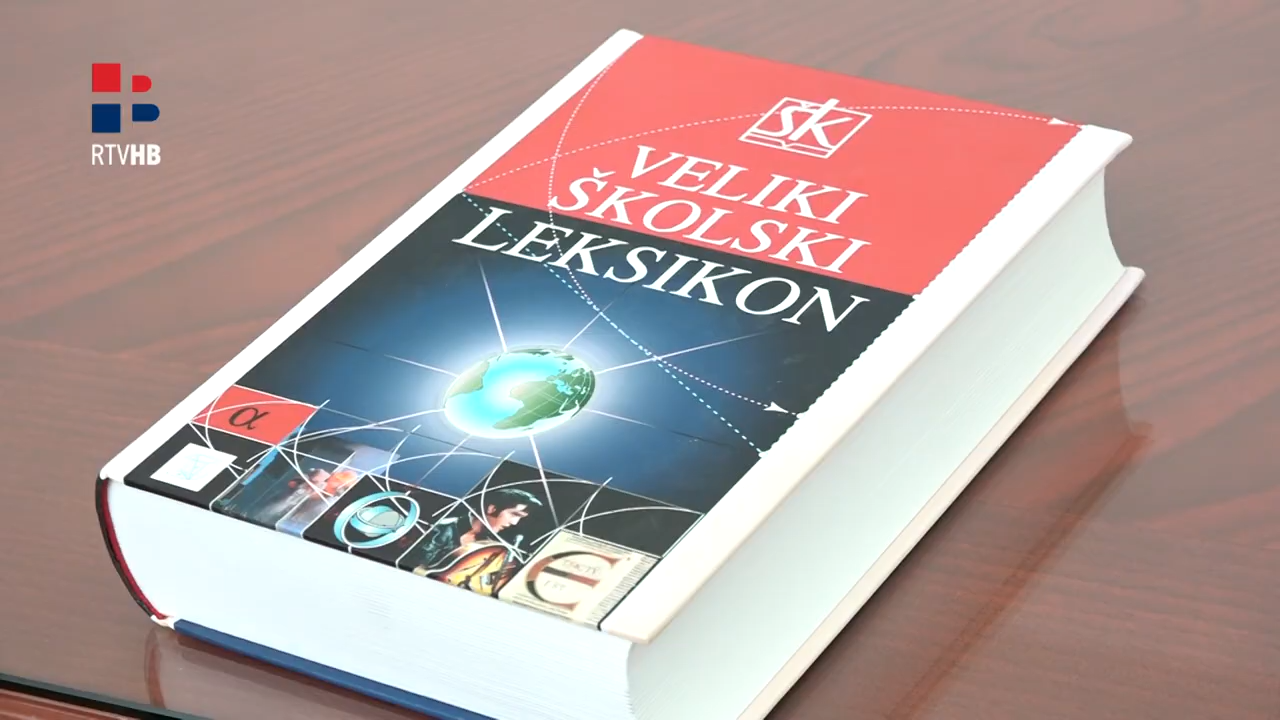 RTVHB
ŠK
VELIKI
ŠKOLSKI
LEKSIKON
α